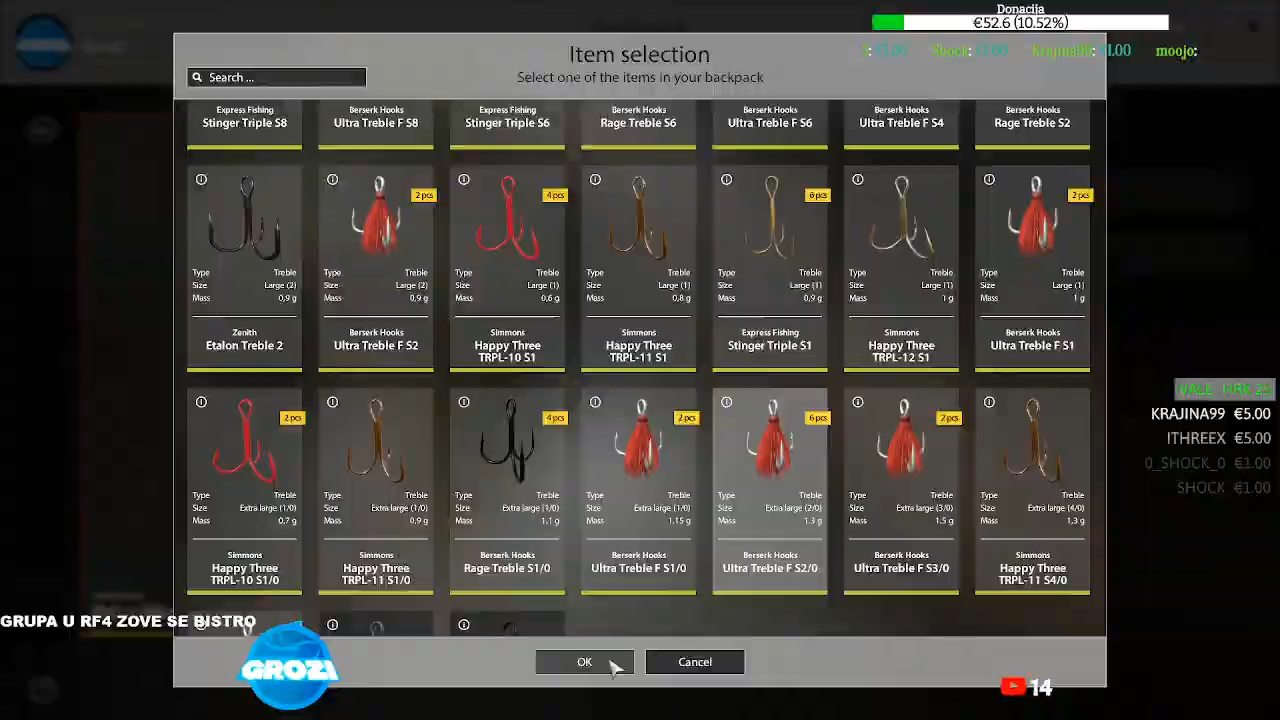 Donacija
€52.6 (10.52%)
Item selection
Select one of the items in your backpack
Search ...
Shock: €1.00 Krajina99: €1.00 moojo:
Express Fishing
Stinger Triple S8
Berserk Hooks
Ultra Treble F S8
Express Fishing
Stinger Triple S6
Berserk Hooks
Rage Treble S6
Berserk Hooks
Ultra Treble F S6
Berserk Hooks
Ultra Treble F S4
Berserk Hooks
Rage Treble S2
Type Treble
Size Large (2)
Mass 0,9 g
Zenith
Etalon Treble 2
2 pcs
Type Treble
Size Large (2)
Mass 0,9 g
Berserk Hooks
Ultra Treble F S2
4 pcs
Type Treble
Size Large (1)
Mass 0,6 g
Simmons
Happy Three
TRPL-10 S1
Type Treble
Size Large (1)
Mass 0,8 g
Simmons
Happy Three
TRPL-11 S1
6 pcs
Type Treble
Size Large (1)
Mass 0,9 g
Express Fishing
Stinger Triple S1
Type Treble
Size Large (1)
Mass 1 g
Simmons
Happy Three
TRPL-12 S1
2 pcs
Type Treble
Size Large (1)
Mass 1 g
Berserk Hooks
Ultra Treble F S1
2 pcs
Type Treble
Size Extra large (1/0)
Mass 0,7 g
Simmons
Happy Three
TRPL-10 S1/0
Type Treble
Size Extra large (1/0)
Mass 0,9 g
Simmons
Happy Three
TRPL-11 S1/0
4 pcs
Type Treble
Size Extra large (1/0)
Mass 1,1 g
Berserk Hooks
Rage Treble S1/0
2 pcs
Type Treble
Size Extra large (1/0)
Mass 1,15 g
Berserk Hooks
Ultra Treble F S1/0
6 pcs
Type Treble
Size Extra large (2/0)
Mass 1,3 g
Berserk Hooks
Ultra Treble F S2/0
2 pcs
Type Treble
Size Extra large (3/0)
Mass 1,5 g
Berserk Hooks
Ultra Treble F S3/0
Type Treble
Size Extra large (4/0)
Mass 1,3 g
Simmons
Happy Three
TRPL-11 S4/0
KRAJINA99 €5.00
ITHREEX €5.00
0_SHOCK_0 €1.00
SHOCK €1.00
GRUPA U RF4 ZOVE SE BISTRO
GROZI
OK
Cancel
14